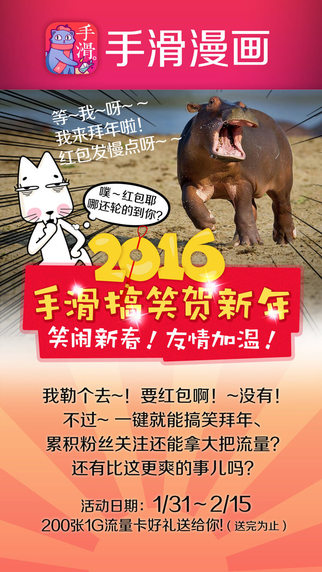 手滑
手滑漫画
等~我~呀~~
我来拜年啦!
红包发慢点呀~~
噗~红包耶
哪还轮的到你?
2016
手滑搞笑贺新年
笑闹新春!友情加温!
我勒个去~!要红包啊!~没有!
不过~一键就能搞笑拜年、
累积粉丝关注还能拿大把流量?
还有比这更爽的事儿吗?
活动日期:1/31~2/15
200张1G流量卡好礼送给你!(送完为止)